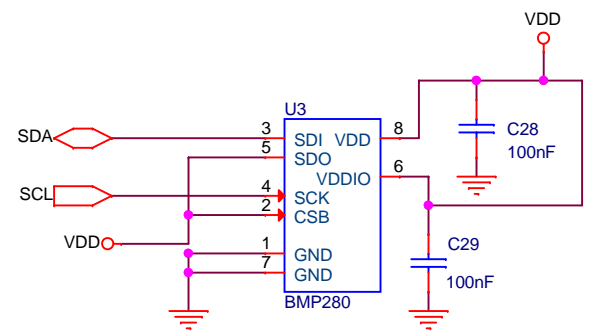 VDD
U3
SDA
3
SDI
VDD
8
C28
100nF
5
SDO
6
VDDIO
SCL
4
SCK
2
CSB
VDD
1
GND
C29
7
GND
100nF
BMP280